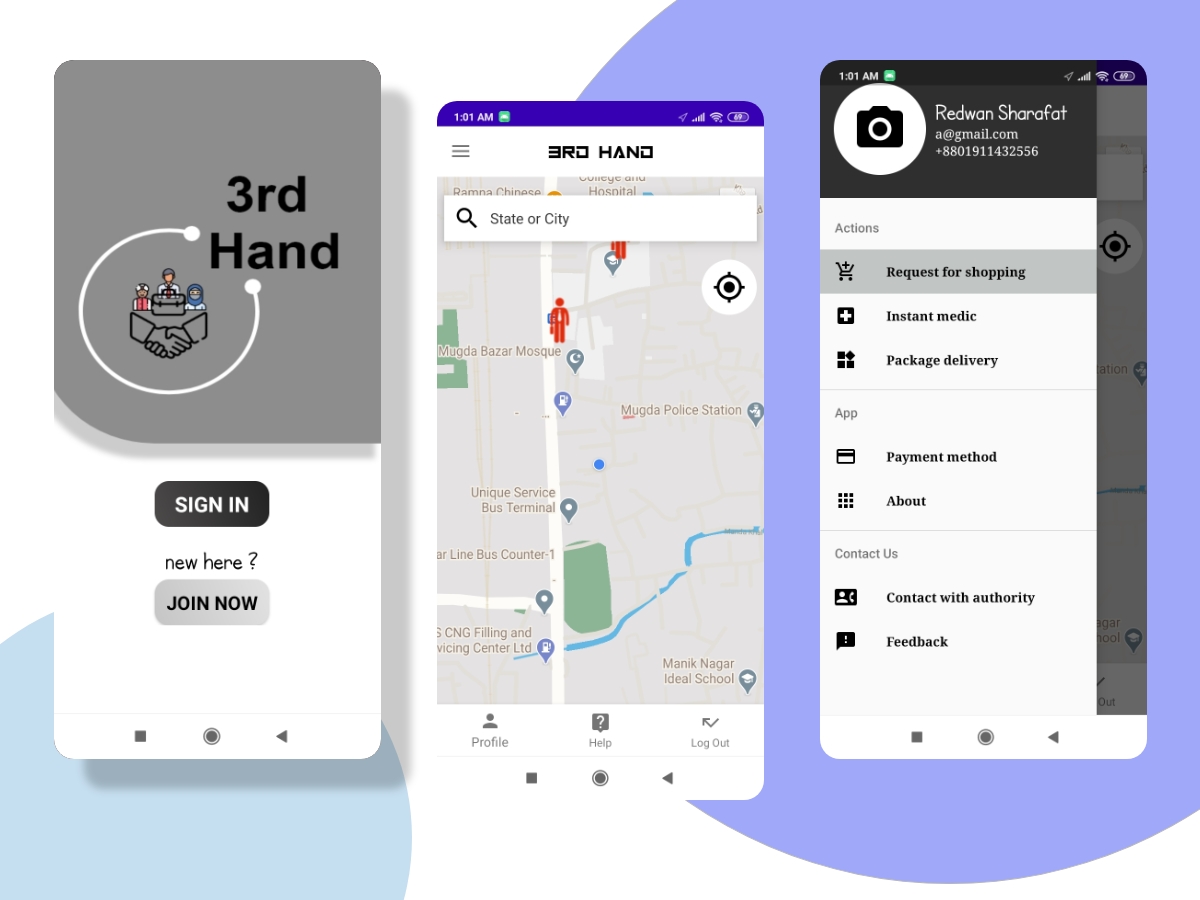 3rd
Hand
SIGN IN
new here ?
JOIN NOW
1:01 AM
69
3RD HAND
College and
Hospital
Ramna Chinese
State or City
Mugda Bazar Mosque
Mugda Police Station
Unique Service
Bus Terminal
ar Line Bus Counter-1
S CNG Filling and
vicing Center Ltd
Manik Nagar
Ideal School
Profile
Help
Log Out
1:01 AM
69
Redwan Sharafat
a@gmail.com
+8801911432556
Actions
Request for shopping
Instant medic
Package delivery
ation
App
Payment method
About
Contact Us
Contact with authority
agar
hool
Feedback
Out